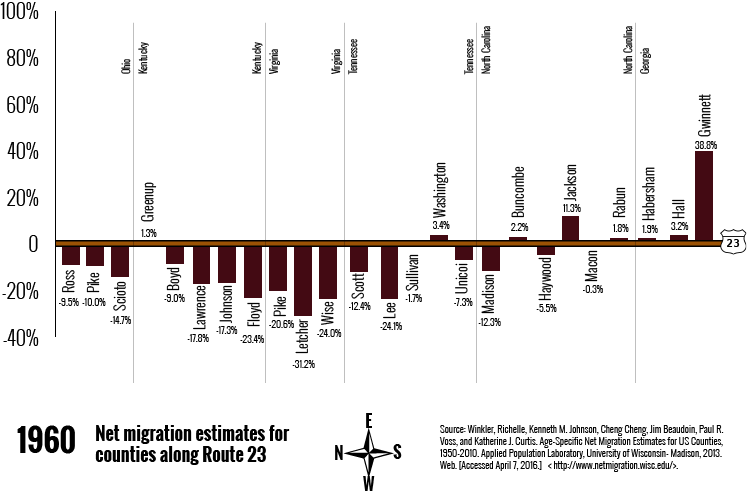 100%
80%
60%
40%
20%
0
-20%
-40%
Ohio
Kentucky
Kentucky
Virginia
Virginia
Tennessee
Tennessee
North Carolina
North Carolina
Georgia
Ross
-9.5%
Pike
-10.0%
Scioto
-14.7%
Greenup
1.3%
Boyd
-9.0%
Lawrence
-17.8%
Johnson
-17.3%
Floyd
-23.4%
Pike
-20.6%
Letcher
-31.2%
Wise
-24.0%
Scott
-12.4%
Lee
-24.1%
Sullivan
-1.7%
Washington
3.4%
Unicoi
-7.3%
Madison
-12.3%
Buncombe
2.2%
Haywood
-5.5%
Jackson
11.3%
Macon
-0.3%
Rabun
1.8%
Habersham
1.9%
Hall
3.2%
Gwinnett
38.8%
23
1960
Net migration estimates for
counties along Route 23
E
N
S
W
Source: Winkler, Richelle, Kenneth M. Johnson, Cheng Cheng, Jim Beaudoin, Paul R.
Voss, and Katherine J. Curtis. Age-Specific Net Migration Estimates for US Counties,
1950-2010. Applied Population Laboratory, University of Wisconsin- Madison, 2013.
Web. [Accessed April 7, 2016.] < http://www.netmigration.wisc.edu/>.